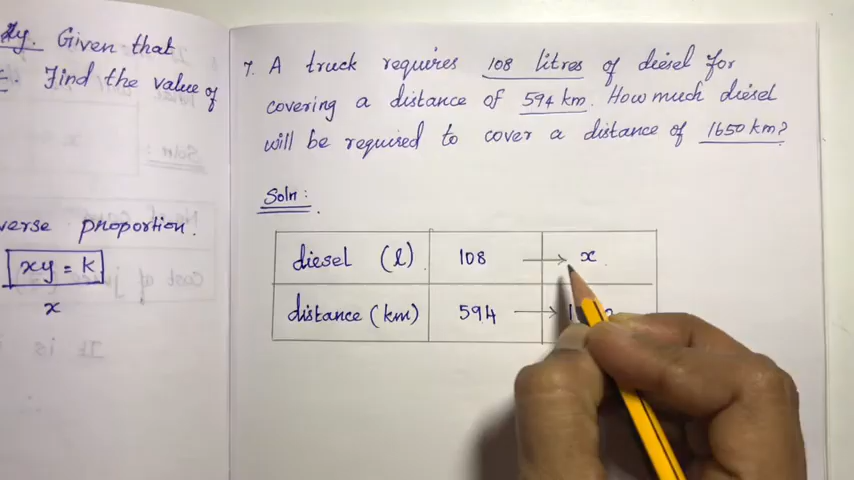 xy. Given that
Find the value of
verse proportion.
xy = k
x
7. A truck requires 108 litres of diesel for
covering a distance of 594 km. How much diesel
will be required to cover a distance of 1650 km?
Soln:
diesel (l) 108 → x
distance (km) 594 →